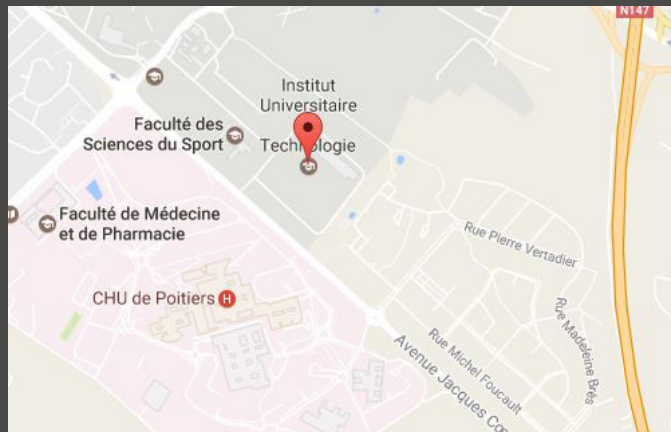 N147
Institut
Universitaire
Technologie
Faculté des
Sciences du Sport
Faculté de Médecine
et de Pharmacie
Rue Pierre Vertadier
CHU de Poitiers H
Rue Madeleine Brès
Rue Michel Foucault
Avenue Jacques